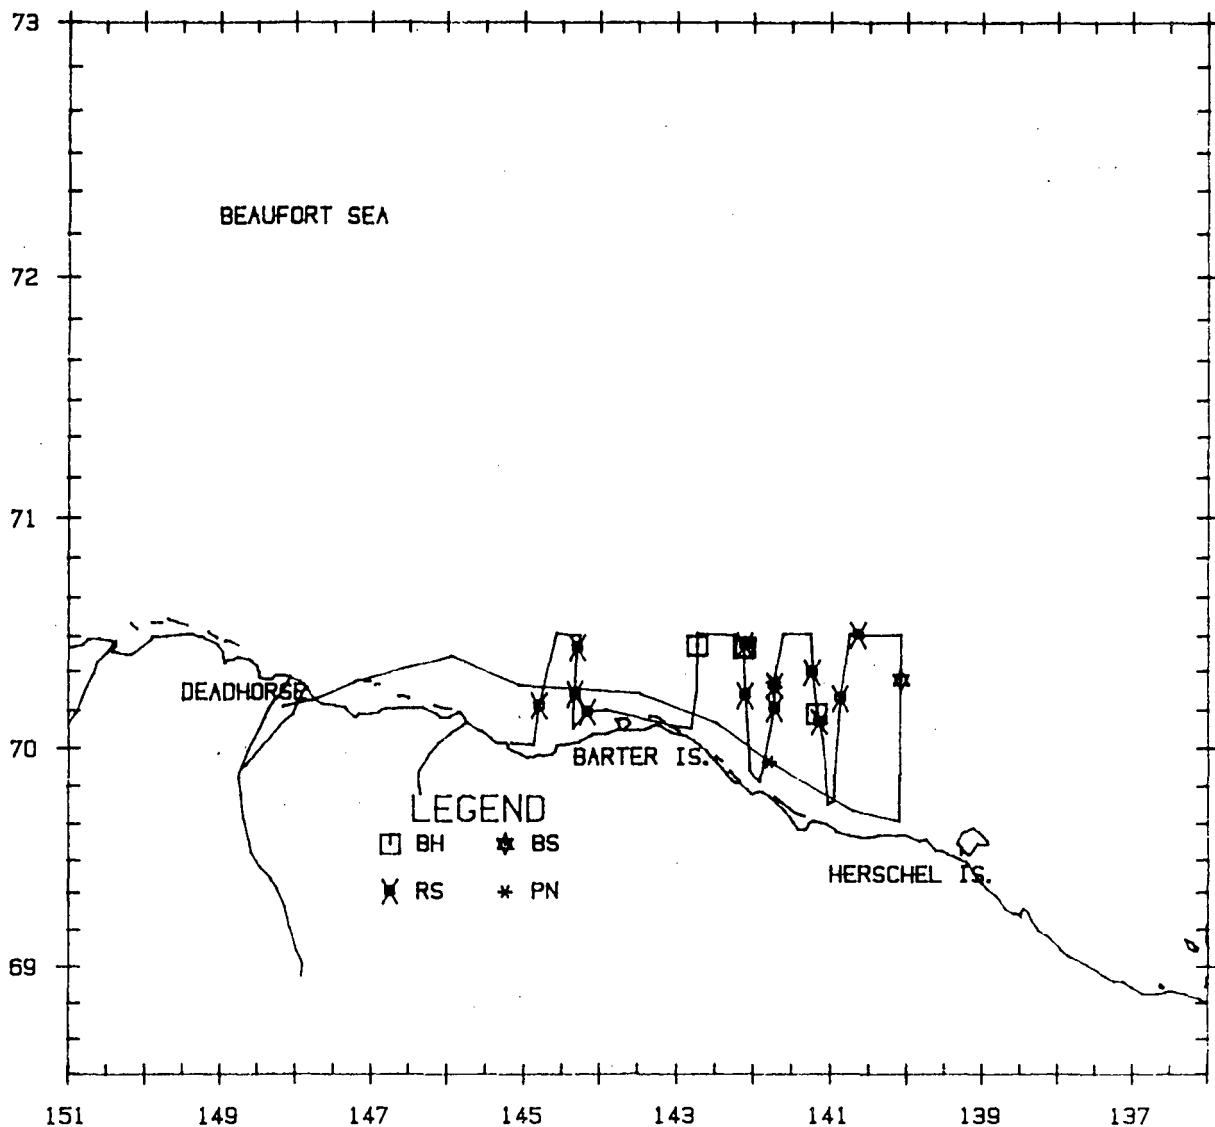 73
BEAUFORT SEA
72
71
DEADHORSE
70
BARTER IS.
LEGEND
BH BS
HERSCHEL IS.
RS PN
69
151 149 147 145 143 141 139 137